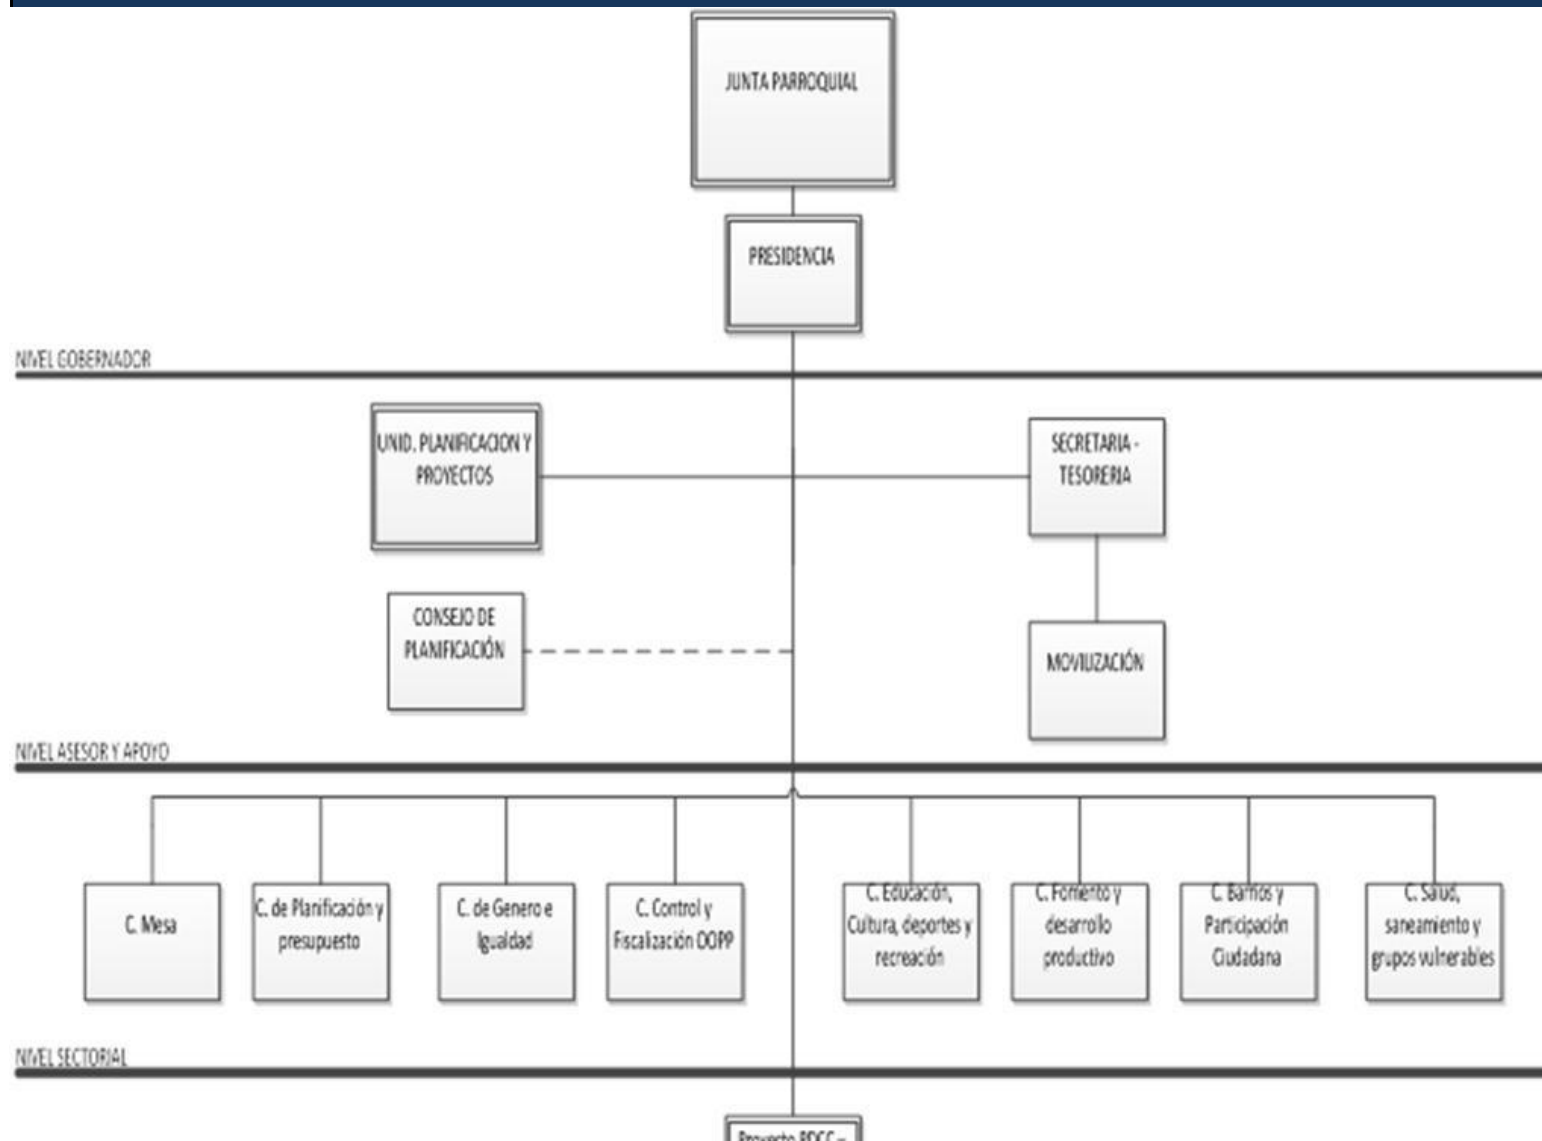 JUNTA PARROQUIAL
PRESIDENCIA
NIVEL GOBERNADOR
UNID. PLANIFICACION Y
PROYECTOS
SECRETARIA -
TESORERIA
CONSEJO DE
PLANIFICACIÓN
MOVILIZACIÓN
NIVEL ASESOR Y APOYO
C. Mesa
C. de Planificación y
presupuesto
C. de Genero e
Igualdad
C. Control y
Fiscalización OOPP
C. Educación,
Cultura, deportes y
recreación
C. Fomento y
desarrollo
productivo
C. Barrios y
Participación
Ciudadana
C. Salud,
saneamiento y
grupos vulnerables
NIVEL SECTORIAL
Proyecto